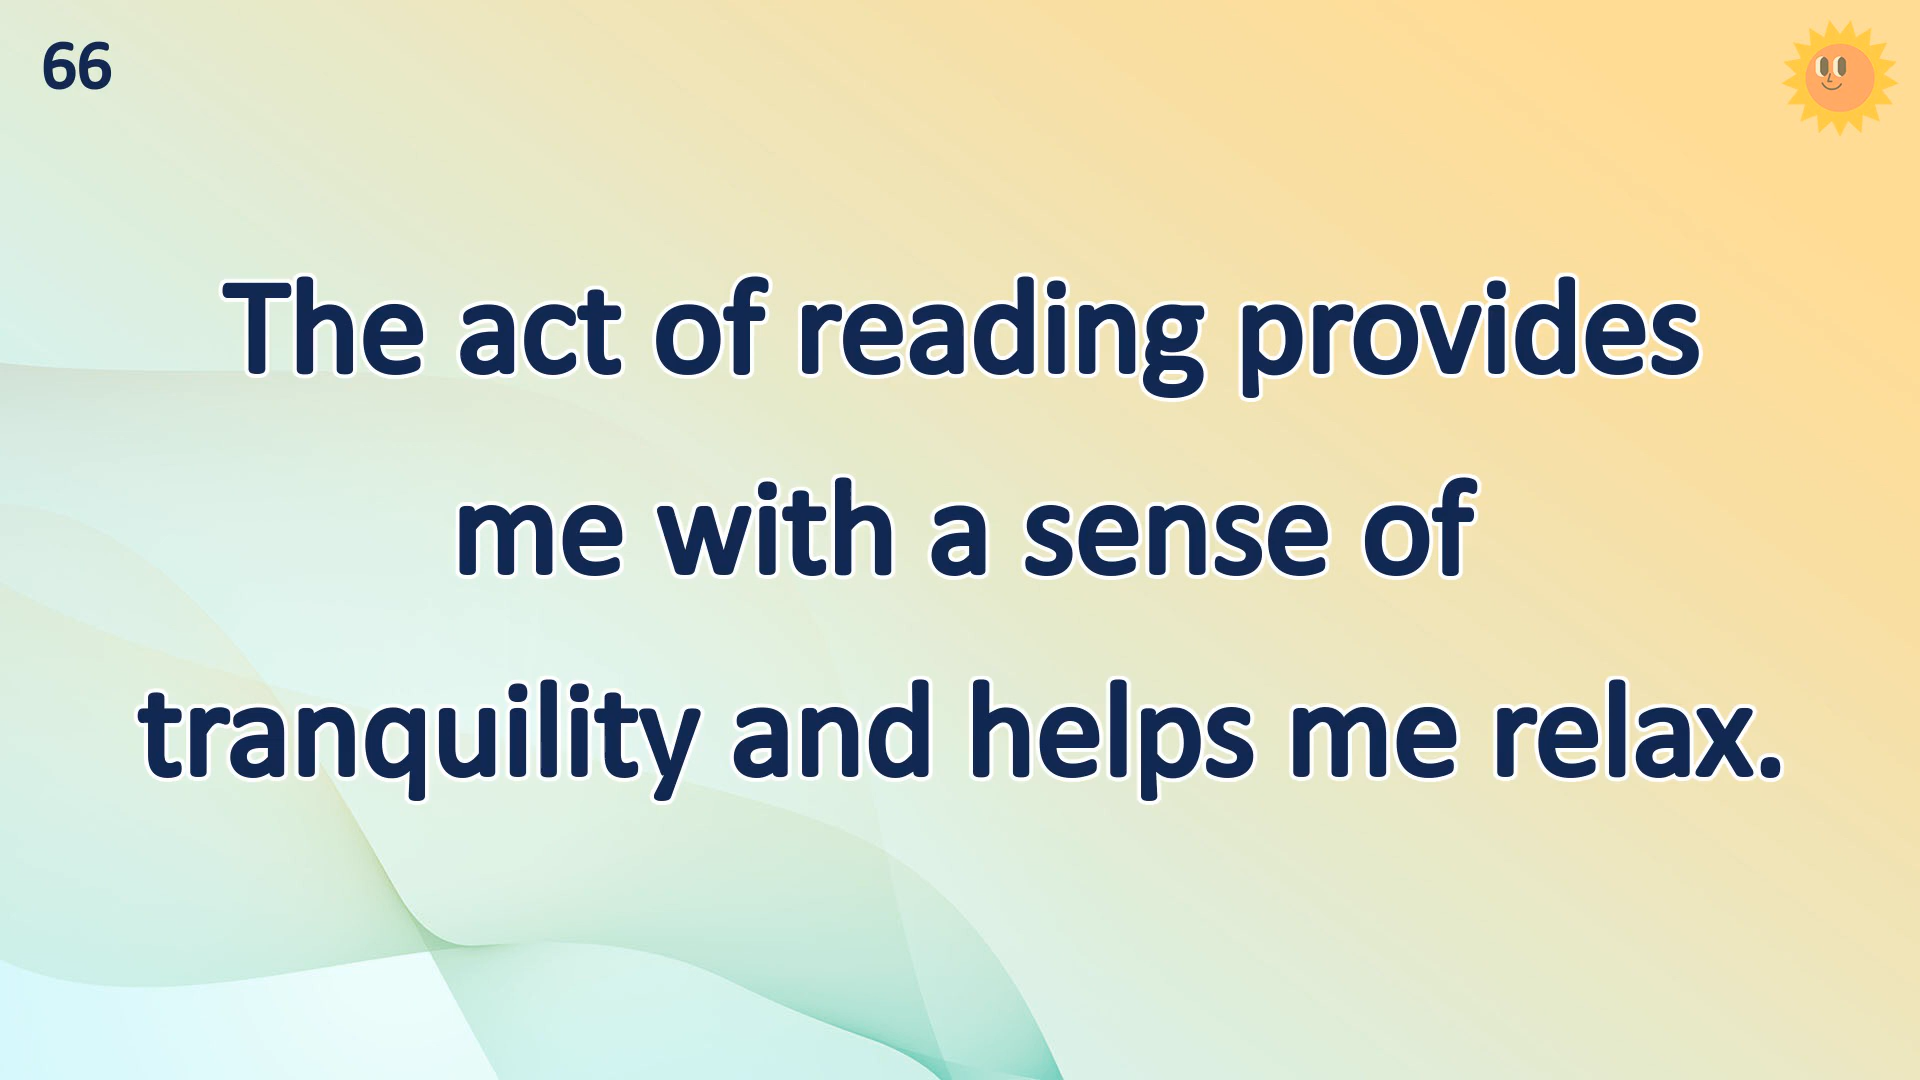 66
The act of reading provides
me with a sense of
tranquility and helps me relax.